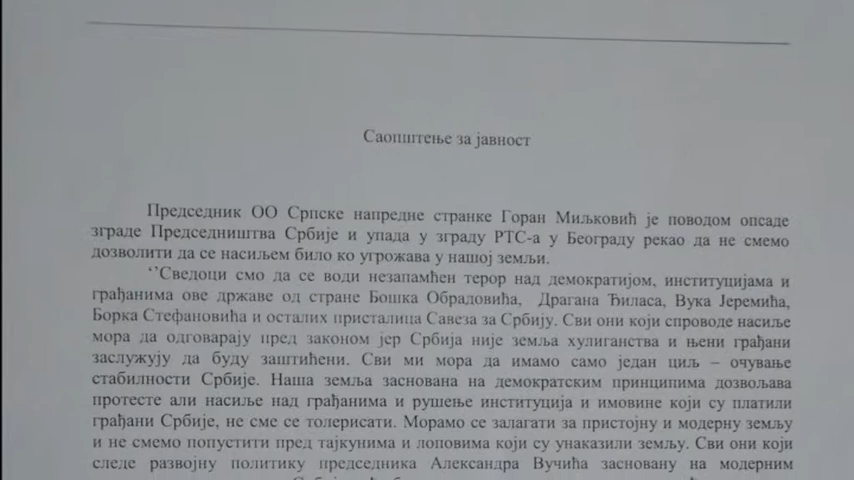 Саопштење за јавност
Председник ОО Српске напредне странке Горан Миљковић је поводом опсаде
зграде Председништва Србије и упада у зграду РТС-а у Београду рекао да не смемо
дозволити да се насиљем било ко угрожава у нашој земљи.
‘’Сведоци смо да се води незапамћен терор над демократијом, институцијама и
грађанима ове државе од стране Бошка Обрадовића, Драгана Ђиласа, Вука Јеремића,
Борка Стефановића и осталих присталица Савеза за Србију. Сви они који спроводе насиље
мора да одговарају пред законом јер Србија није земља хулиганства и њени грађани
заслужују да буду заштићени. Сви ми мора да имамо само један циљ – очување
стабилности Србије. Наша земља заснована на демократским принципима дозвољава
протесте али насиље над грађанима и рушење институција и имовине који су платили
грађани Србије, не сме се толерисати. Морамо се залагати за пристојну и модерну земљу
и не смемо попустити пред тајкунима и лоповима који су унаказили земљу. Сви они који
следе развојну политику председника Александра Вучића засновану на модерним